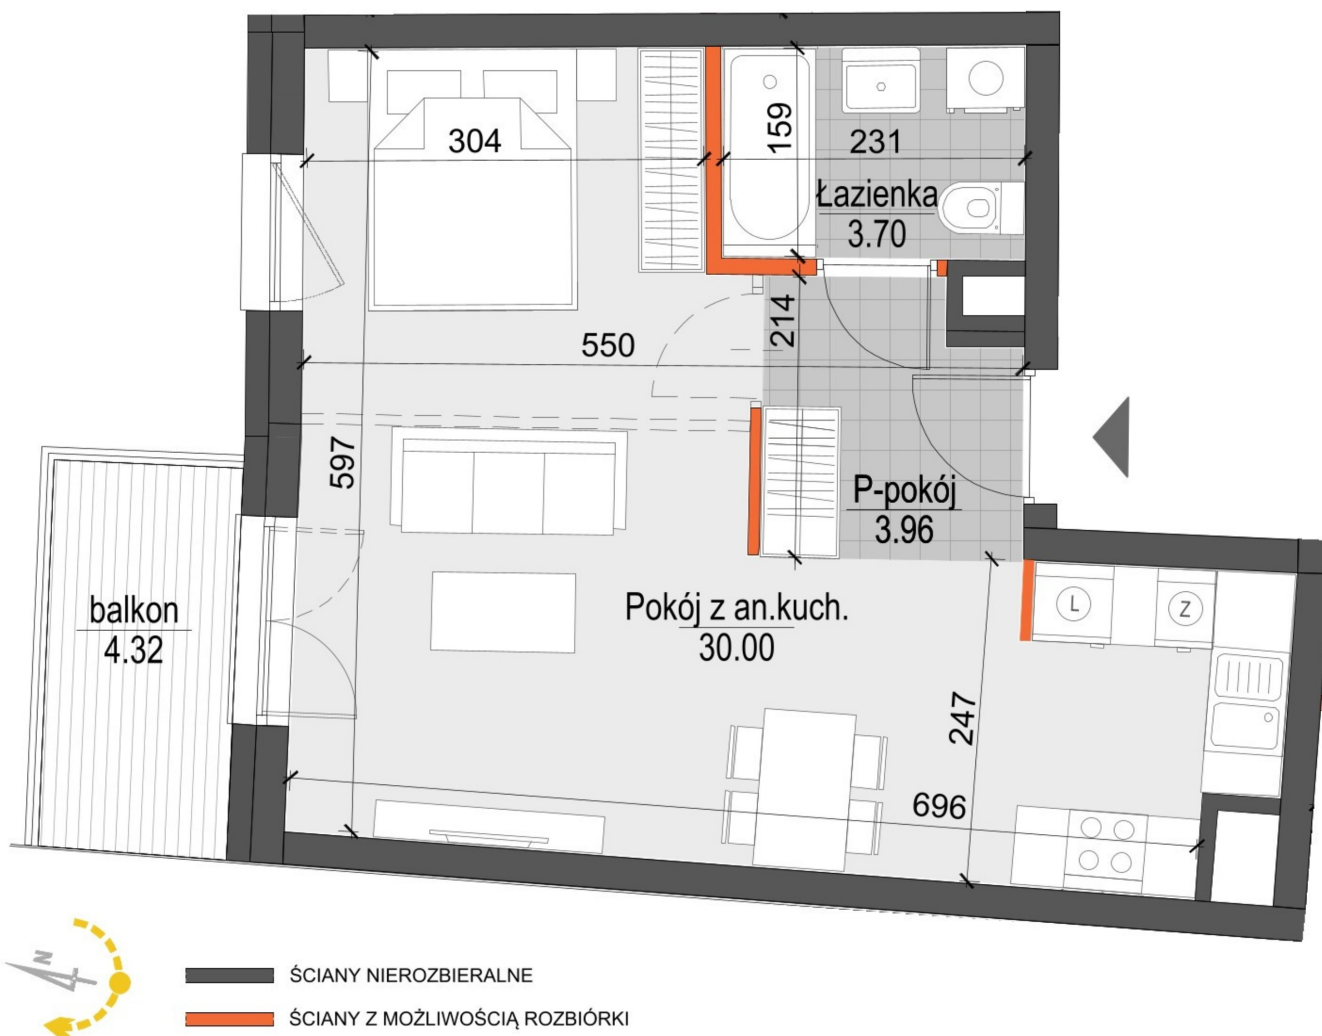 304
159
231
Łazienka
3.70
214
550
597
P-pokój
3.96
balkon
4.32
Pokój z an.kuch.
30.00
L
Z
247
696
N
ŚCIANY NIEROZBIERALNE
ŚCIANY Z MOŻLIWOŚCIĄ ROZBIÓRKI